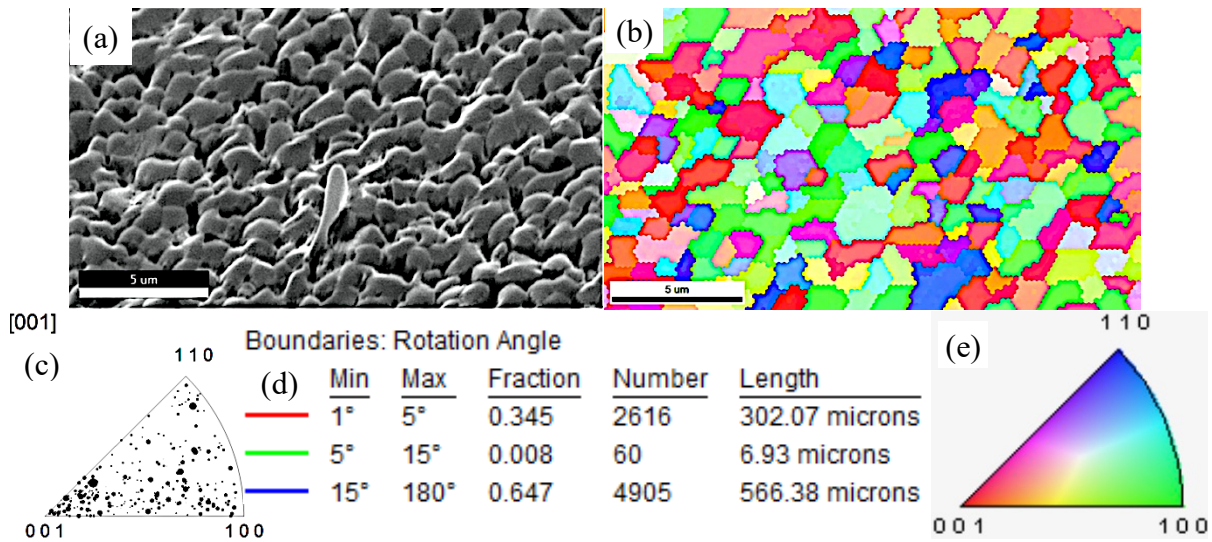 (a)
5 um
(b)
5 um
[001]
(c)
1 1 0
0 0 1
1 0 0
(d)
Boundaries: Rotation Angle
Min Max Fraction Number Length
1° 5° 0.345 2616 302.07 microns
5° 15° 0.008 60 6.93 microns
15° 180° 0.647 4905 566.38 microns
(e)
1 1 0
0 0 1
1 0 0